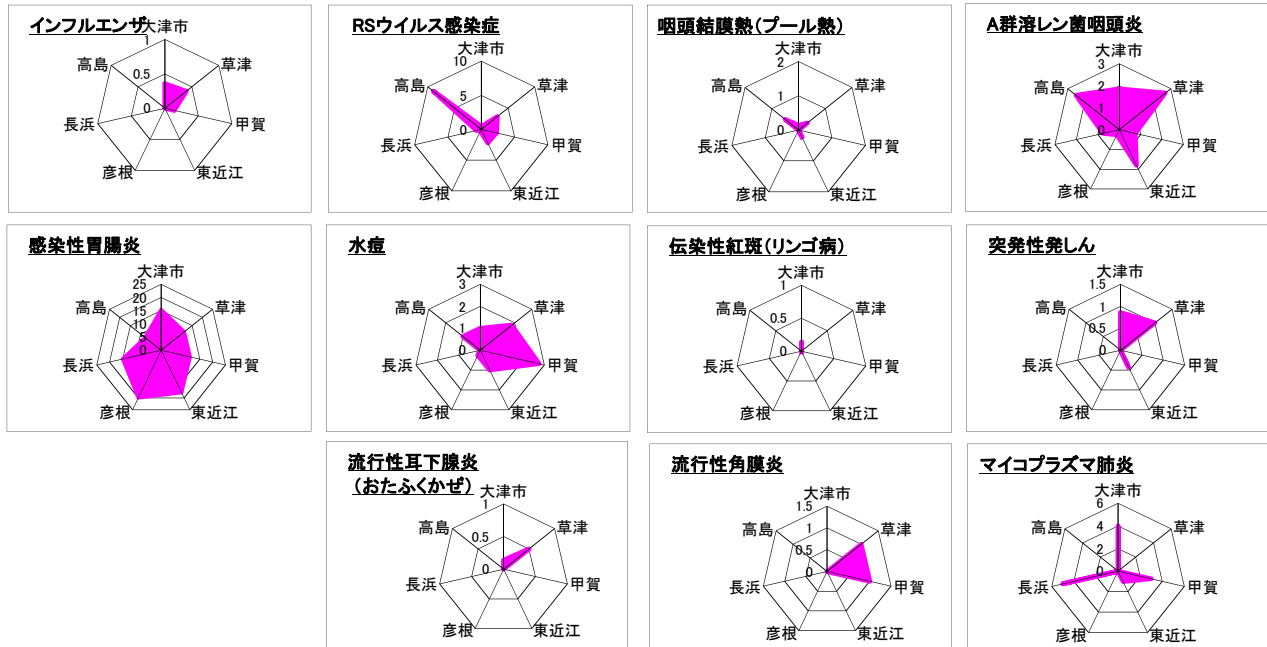 インフルエンザ
大津市
1
0.5
0
草津
甲賀
東近江
彦根
長浜
高島
RSウイルス感染症
大津市
10
5
0
草津
甲賀
東近江
彦根
長浜
高島
咽頭結膜熱(プール熱)
大津市
2
1
0
草津
甲賀
東近江
彦根
長浜
高島
A群溶レン菌咽頭炎
大津市
3
2
1
0
草津
甲賀
東近江
彦根
長浜
高島
感染性胃腸炎
大津市
25
20
15
10
5
0
草津
甲賀
東近江
彦根
長浜
高島
水痘
大津市
3
2
1
0
草津
甲賀
東近江
彦根
長浜
高島
伝染性紅斑(リンゴ病)
大津市
1
0.5
0
草津
甲賀
東近江
彦根
長浜
高島
突発性発しん
大津市
1.5
1
0.5
0
草津
甲賀
東近江
彦根
長浜
高島
流行性耳下腺炎
(おたふくかぜ)
大津市
1
0.5
0
草津
甲賀
東近江
彦根
長浜
高島
流行性角膜炎
大津市
1.5
1
0.5
0
草津
甲賀
東近江
彦根
長浜
高島
マイコプラズマ肺炎
大津市
6
4
2
0
草津
甲賀
東近江
彦根
長浜
高島